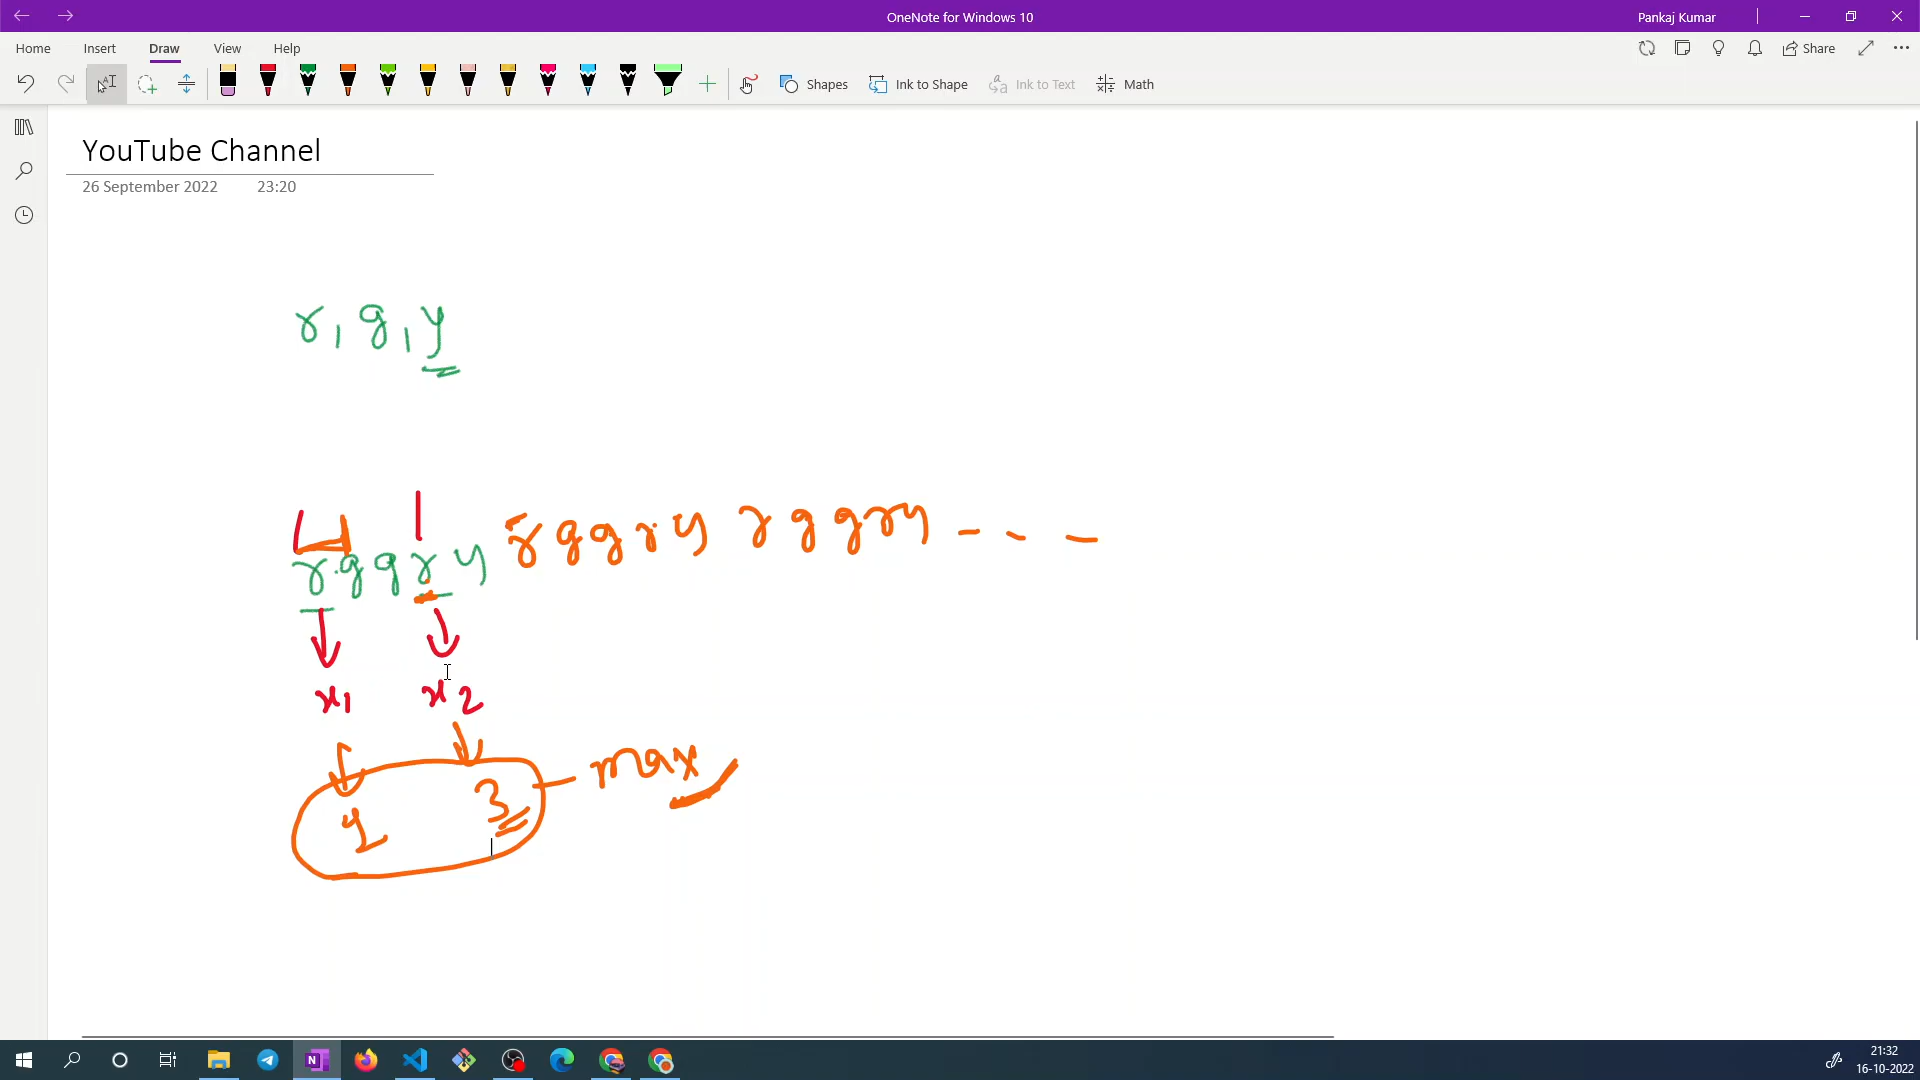 OneNote for Windows 10
Pankaj Kumar
Home Insert Draw View Help
Share
Shapes Ink to Shape Ink to Text Math
YouTube Channel
26 September 2022 23:20
r, g, y
r g g r y r g g r y r g g r y - - -
x1 x2
1 3 max
21:32
16-10-2022